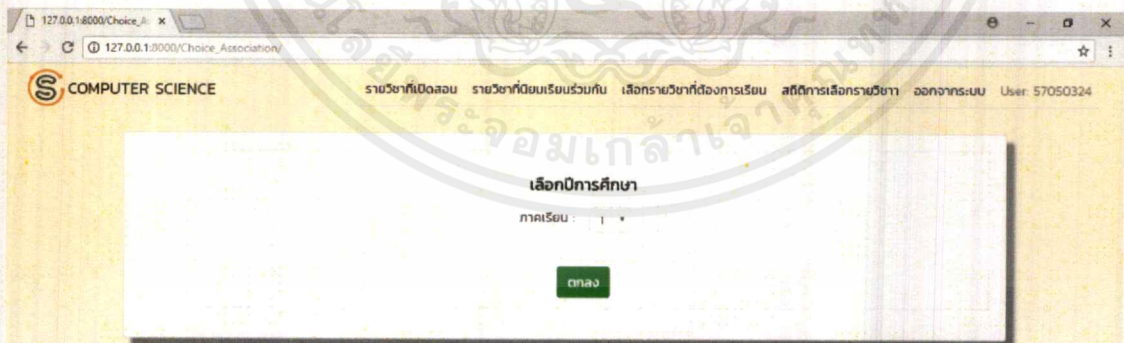 127.0.0.1:8000/Choice_A
127.0.0.1:8000/Choice_Association/
COMPUTER SCIENCE
รายวิชาที่เปิดสอน รายวิชาที่นิยมเรียนร่วมกัน เลือกรายวิชาที่ต้องการเรียน สถิติการเลือกรายวิชาา ออกจากระบบ User: 57050324
เลือกปีการศึกษา
ภาคเรียน : 1
ตกลง